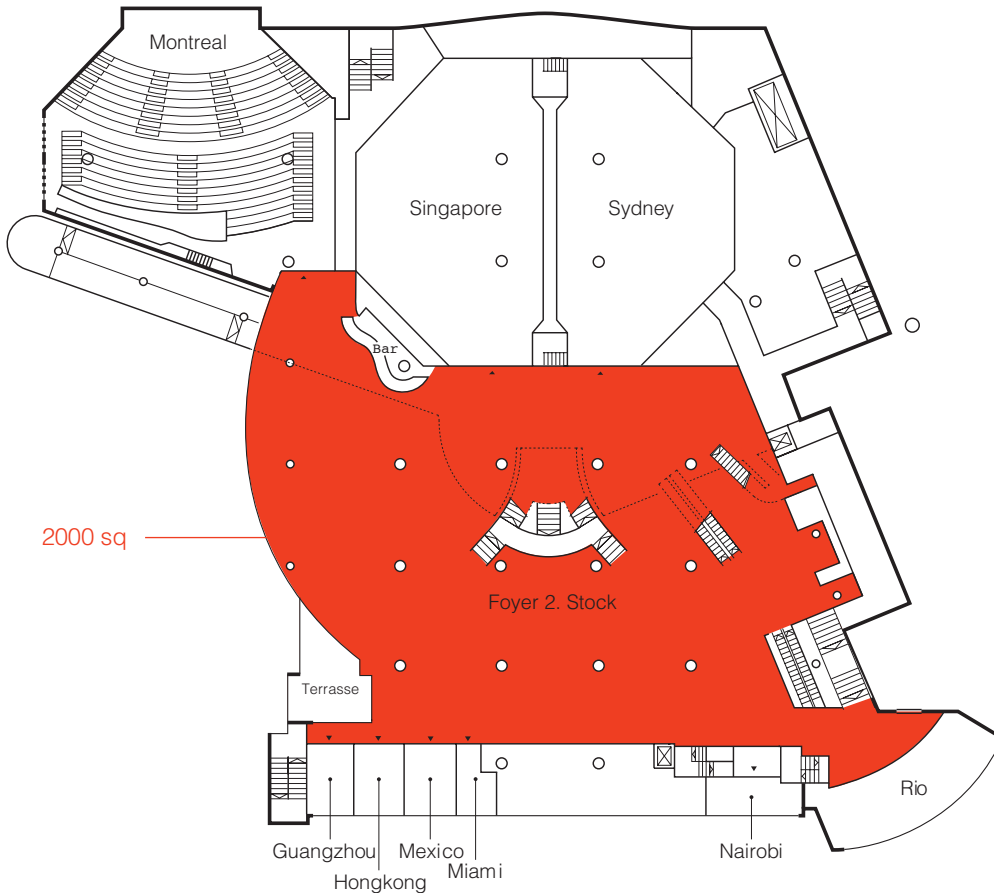 Montreal
Singapore
Sydney
Bar
2000 sq
Foyer 2. Stock
Terrasse
Rio
Guangzhou
Mexico
Nairobi
Hongkong
Miami